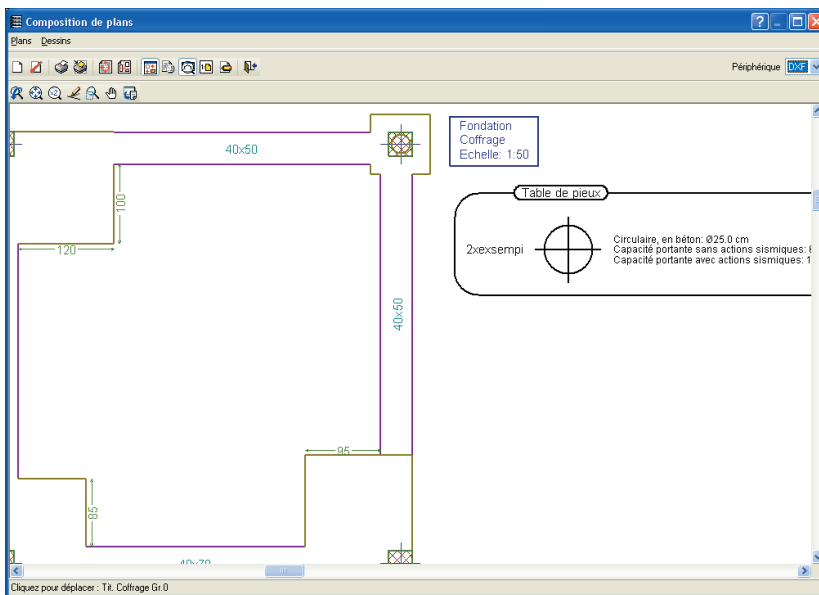 Composition de plans
Plans Dessins
Périphérique DXF
40x50
100
120
Fondation
Coffrage
Echelle: 1:50
Table de pieux
2xexsempi
Circulaire, en béton: Ø25.0 cm
Capacité portante sans actions sismiques:
Capacité portante avec actions sismiques: 1
40x50
95
85
40x70
Cliquez pour déplacer : Tit. Coffrage Gr.0